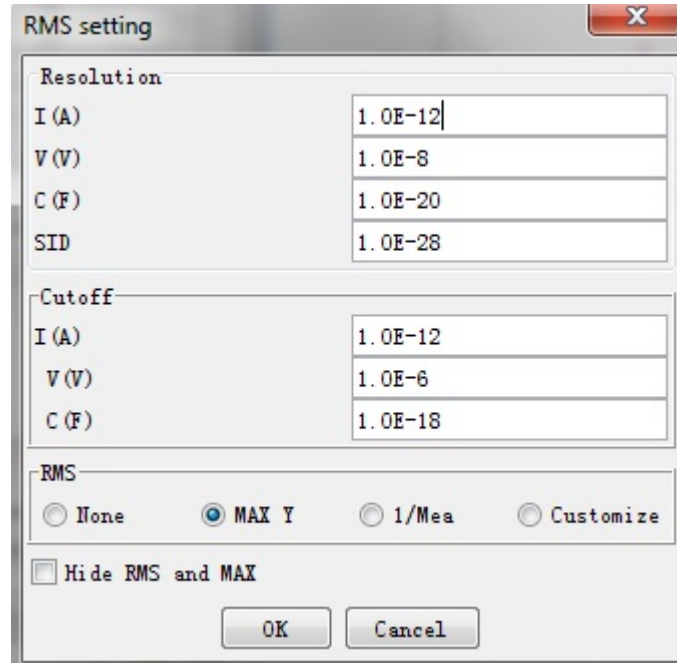 RMS setting
Resolution
I(A) 1.0E-12
V(V) 1.0E-8
C(F) 1.0E-20
SID 1.0E-28
Cutoff
I(A) 1.0E-12
V(V) 1.0E-6
C(F) 1.0E-18
RMS
None MAX Y 1/Mea Customize
Hide RMS and MAX
OK Cancel